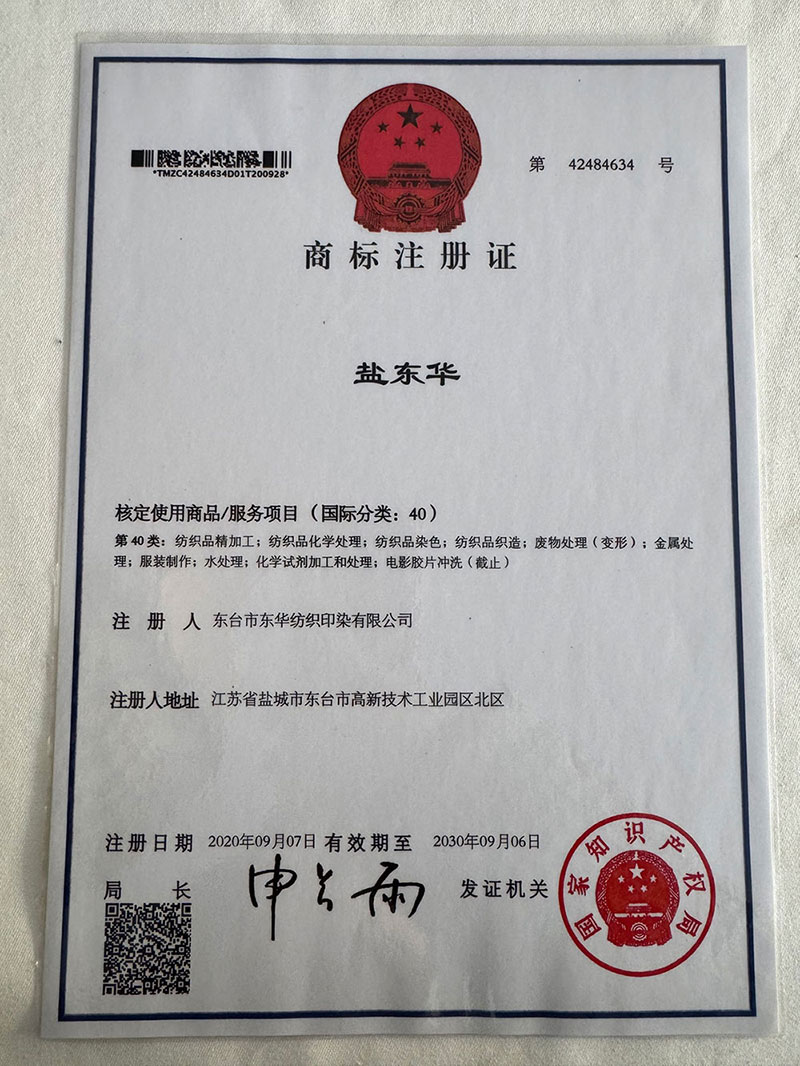 *TMZC42484634D01T200928*
第 42484634 号
商标注册证
盐东华
核定使用商品/服务项目（国际分类：40）
第40类：纺织品精加工；纺织品化学处理；纺织品染色；纺织品织造；废物处理（变形）；金属处
理；服装制作；水处理；化学试剂加工和处理；电影胶片冲洗（截止）
注 册 人 东台市东华纺织印染有限公司
注册人地址 江苏省盐城市东台市高新技术工业园区北区
注册日期 2020年09月07日 有效期至 2030年09月06日
局 长 申长雨 发证机关
国家知识产权局